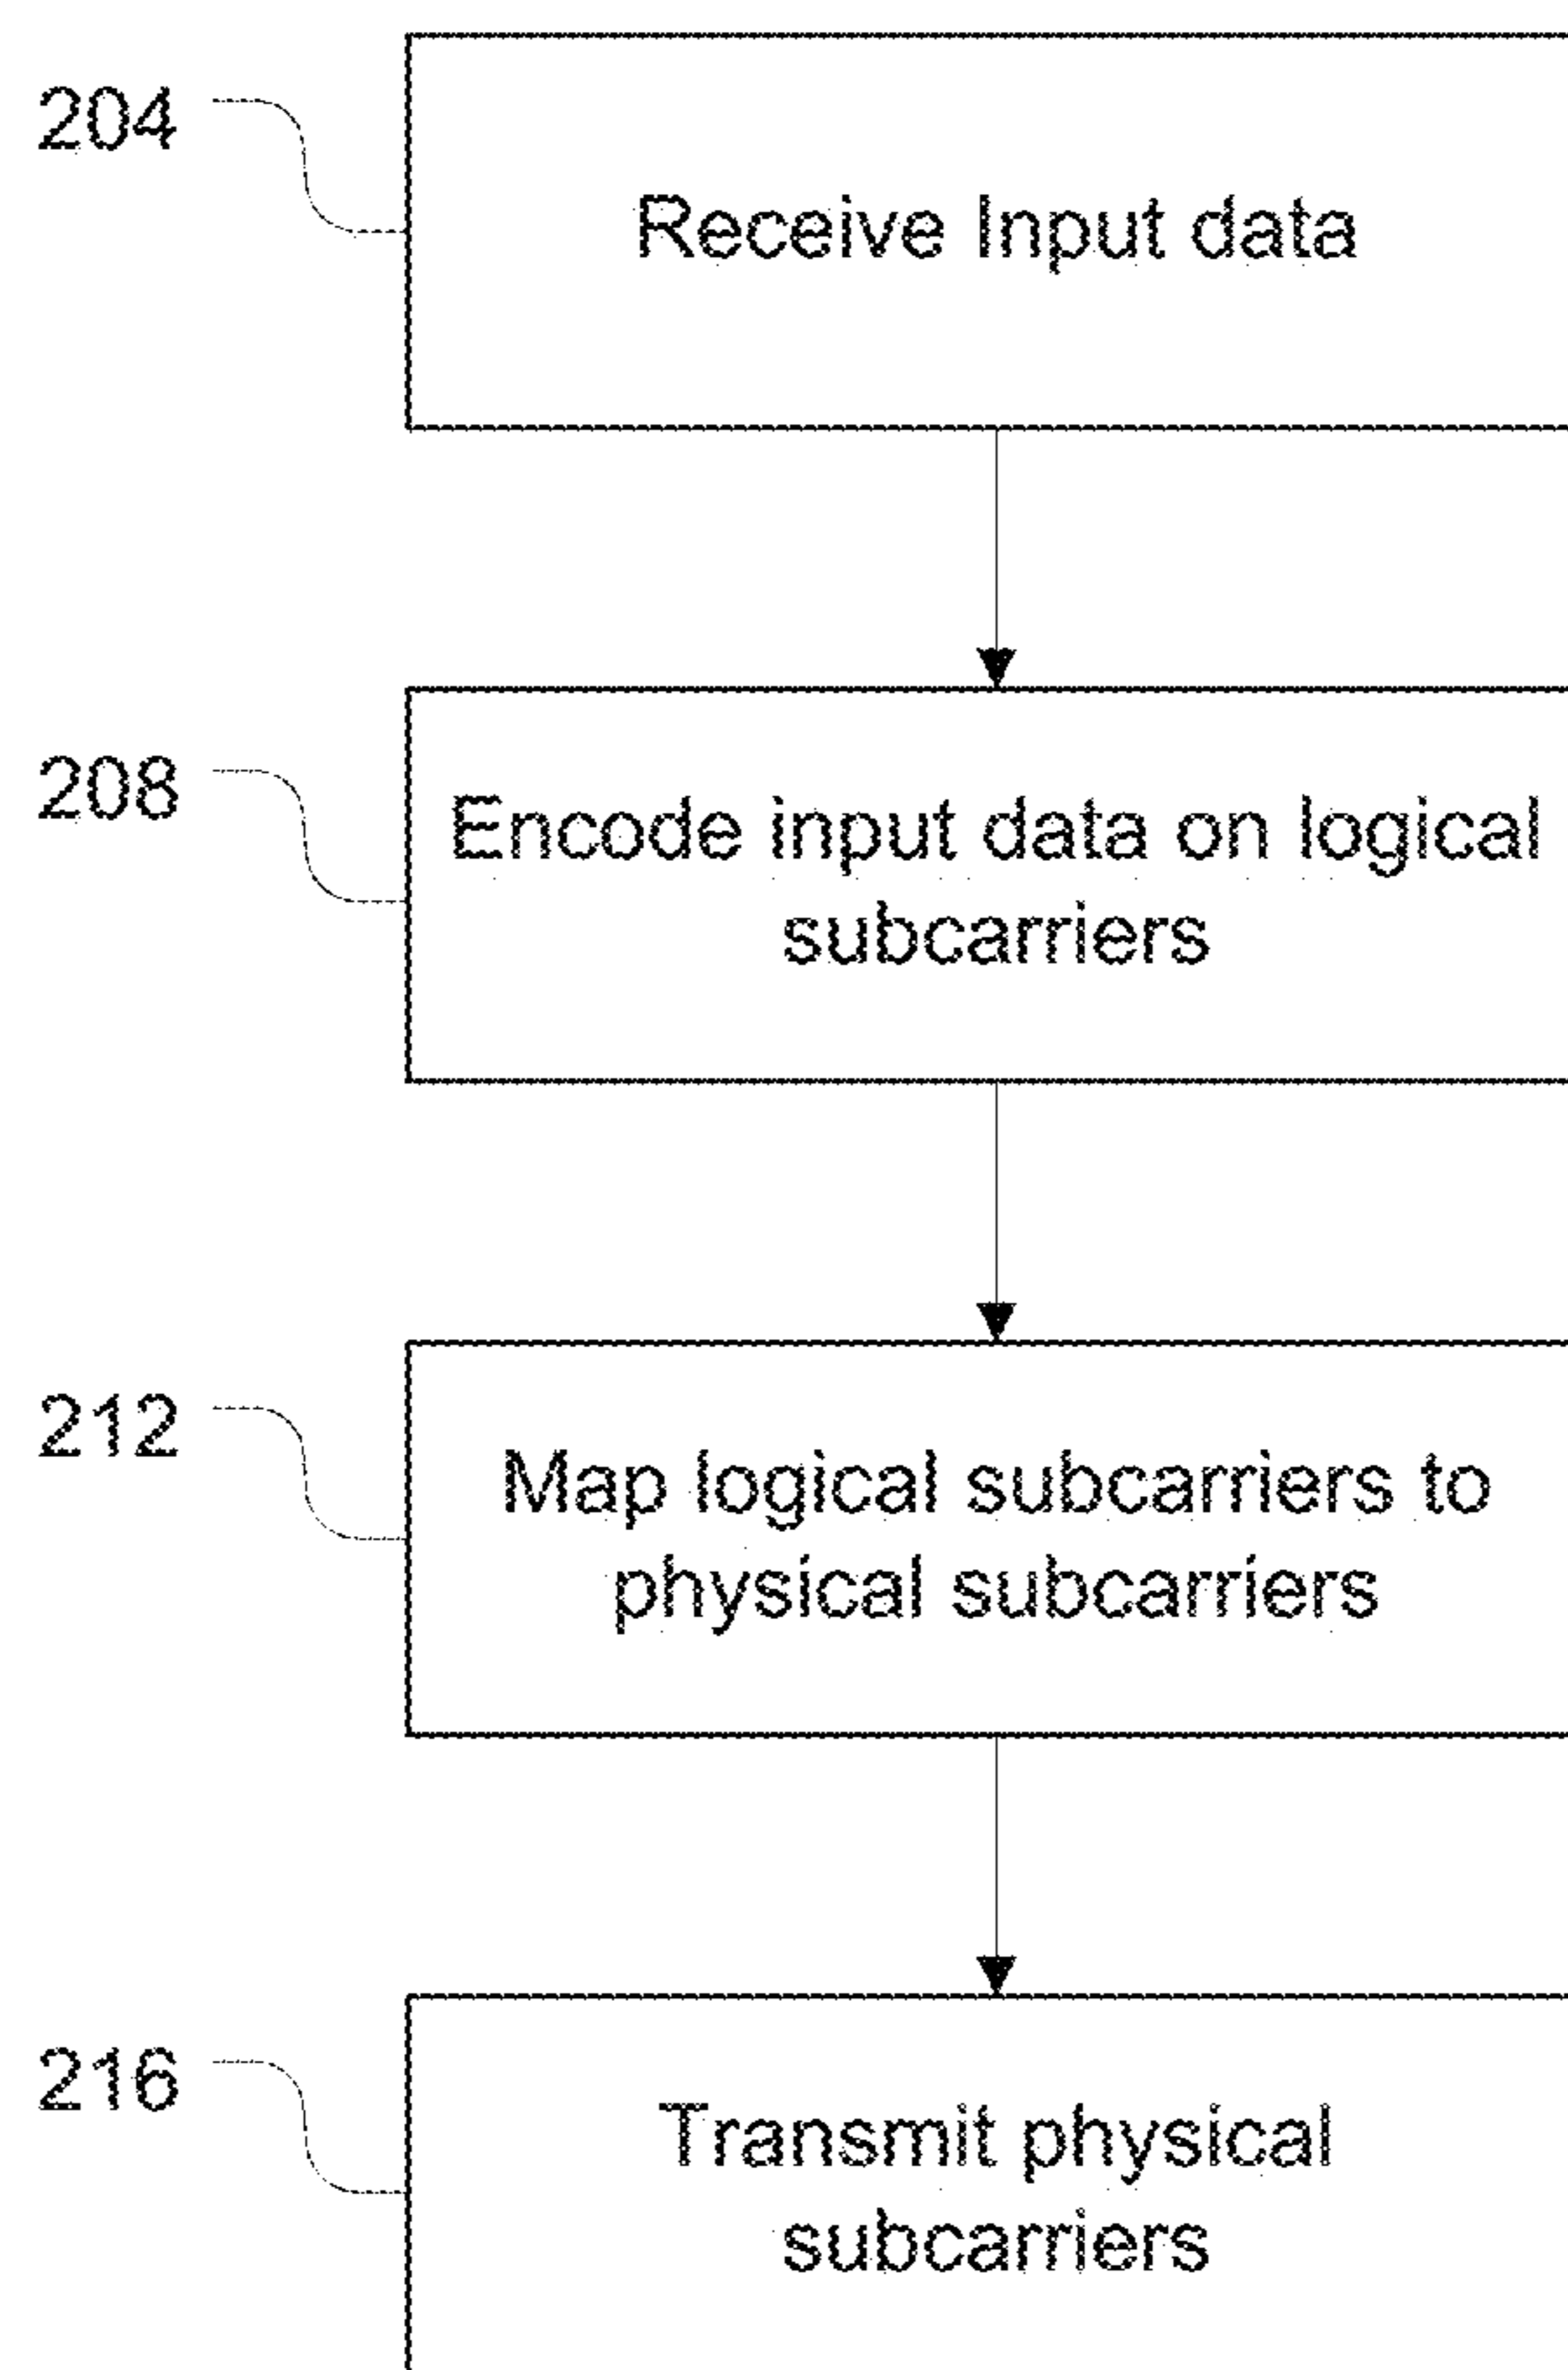 204
Receive Input data
208
Encode input data on logical
subcarriers
212
Map logical subcarriers to
physical subcarriers
216
Transmit physical
subcarriers